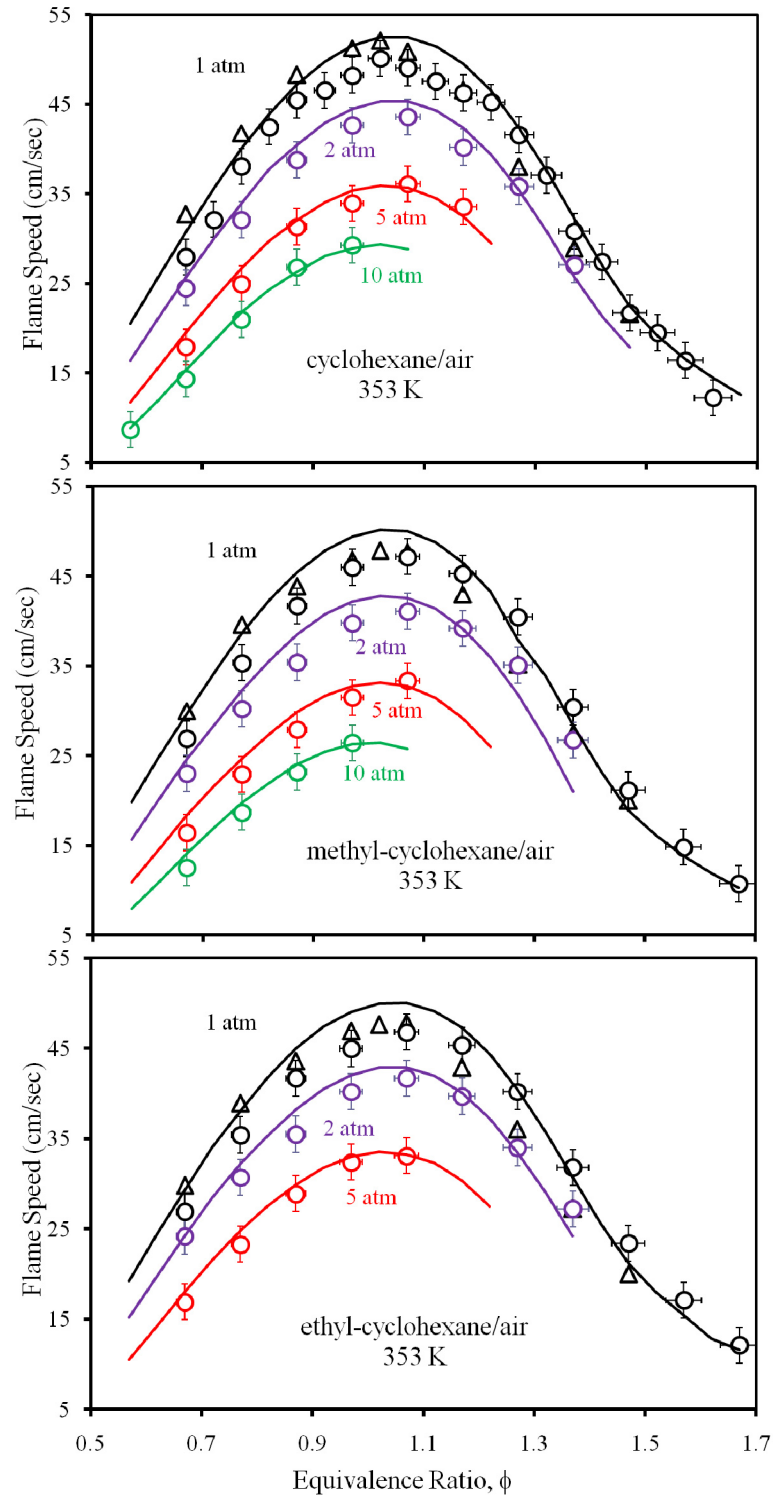 55
45
35
25
15
5
Flame Speed (cm/sec)
1 atm
2 atm
5 atm
10 atm
cyclohexane/air
353 K
55
45
35
25
15
5
Flame Speed (cm/sec)
1 atm
2 atm
5 atm
10 atm
methyl-cyclohexane/air
353 K
55
45
35
25
15
5
Flame Speed (cm/sec)
1 atm
2 atm
5 atm
ethyl-cyclohexane/air
353 K
0.5 0.7 0.9 1.1 1.3 1.5 1.7
Equivalence Ratio, ϕ